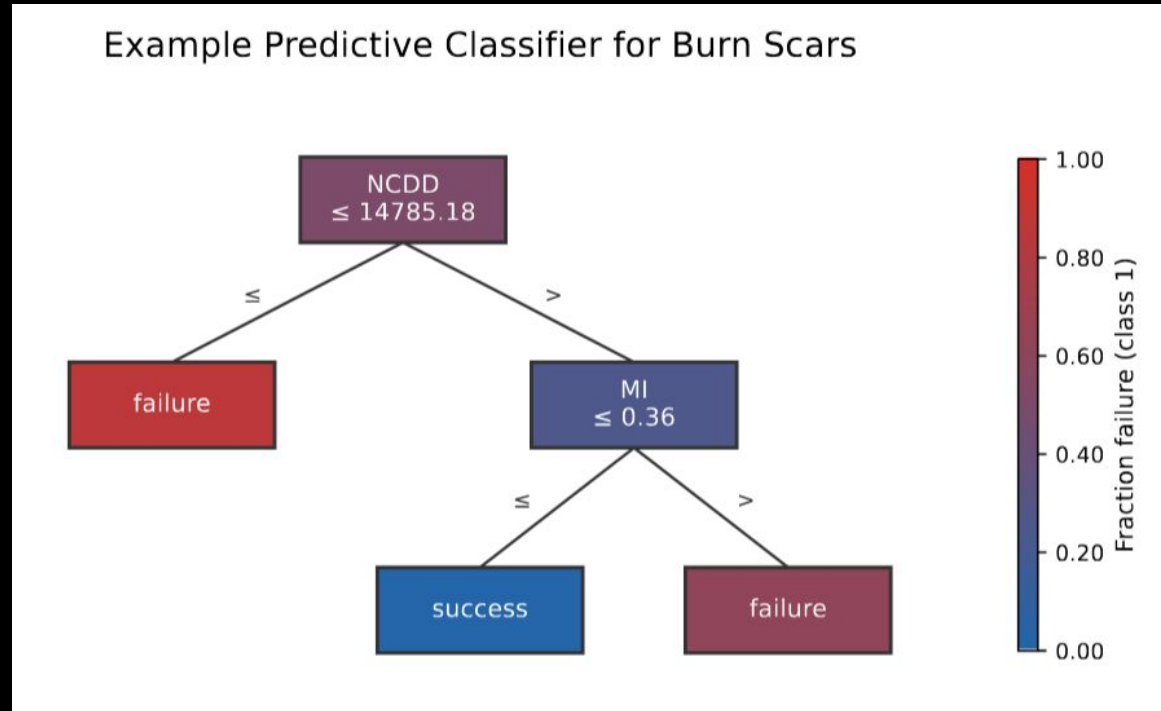 Example Predictive Classifier for Burn Scars
NCDD
≤ 14785.18
≤
>
failure
MI
≤ 0.36
≤
>
success
failure
1.00
0.80
0.60
0.40
0.20
0.00
Fraction failure (class 1)